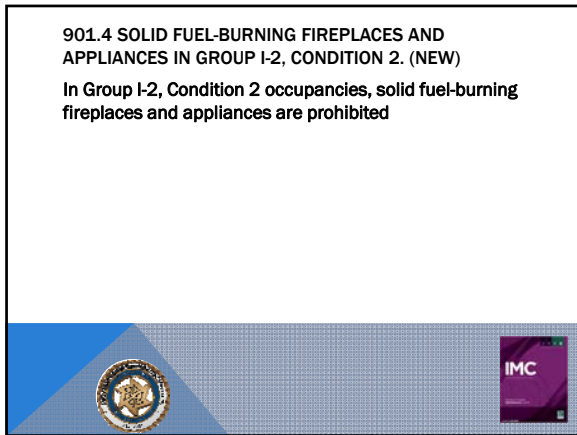 901.4 SOLID FUEL-BURNING FIREPLACES AND
APPLIANCES IN GROUP I-2, CONDITION 2. (NEW)
In Group I-2, Condition 2 occupancies, solid fuel-burning
fireplaces and appliances are prohibited
IMC